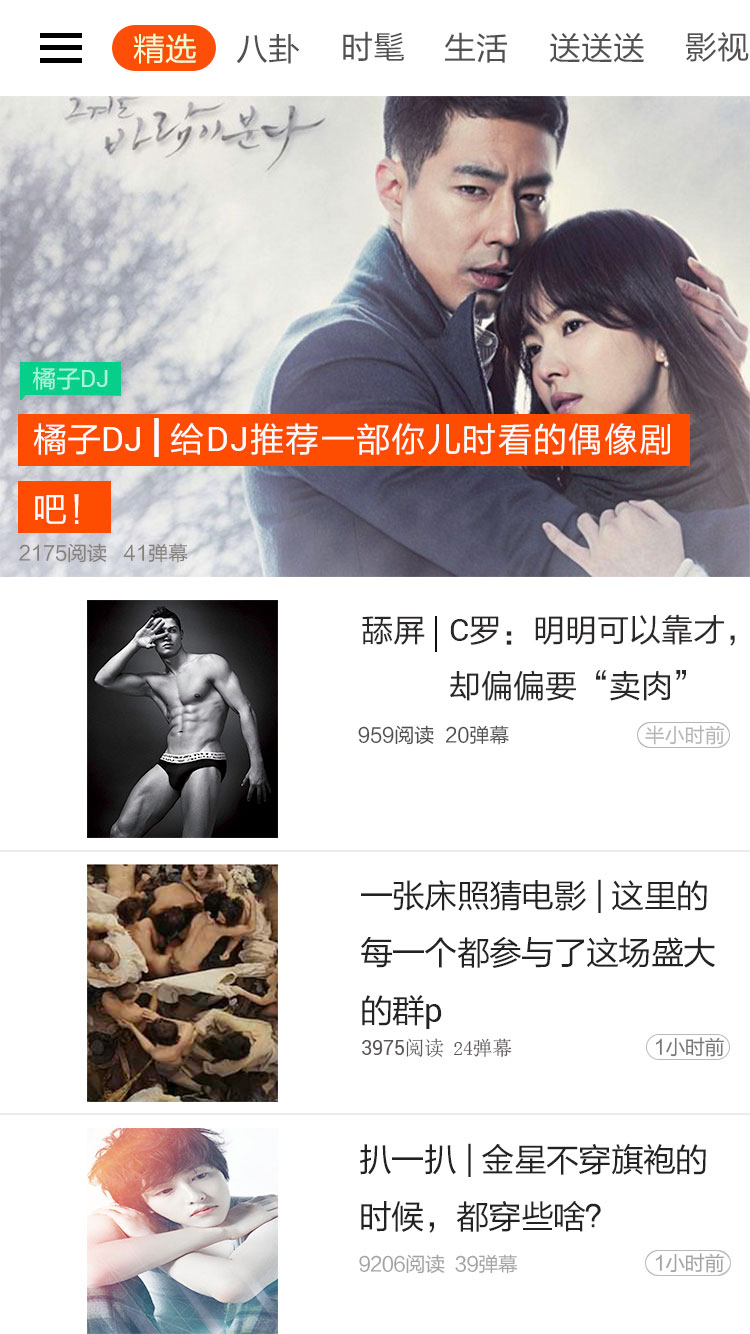 精选 八卦 时髦 生活 送送送 影视
그 겨울
바람이분다
橘子DJ
橘子DJ | 给DJ推荐一部你儿时看的偶像剧
吧！
2175阅读 41弹幕
舔屏 | C罗：明明可以靠才，
却偏偏要“卖肉”
959阅读 20弹幕 半小时前
一张床照猜电影 | 这里的
每一个都参与了这场盛大
的群p
3975阅读 24弹幕 1小时前
扒一扒 | 金星不穿旗袍的
时候，都穿些啥?
9206阅读 39弹幕 1小时前